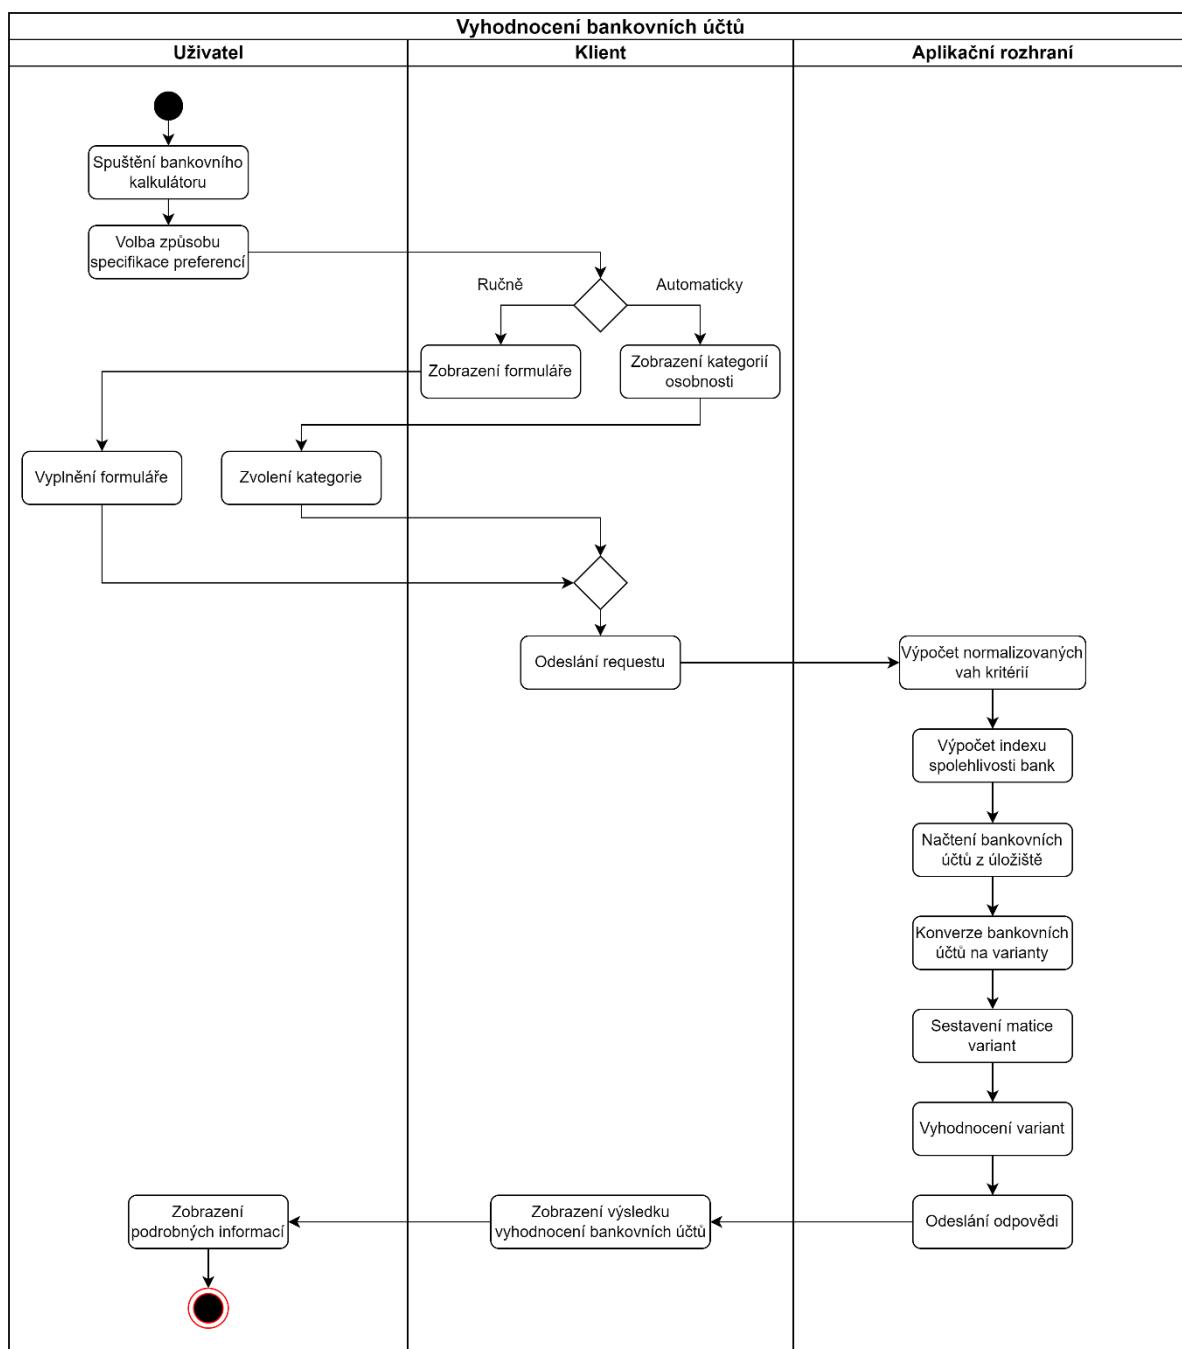 Vyhodnocení bankovních účtů
Uživatel
Klient
Aplikační rozhraní
Spuštění bankovního
kalkulátoru
Volba způsobu
specifikace preferencí
Ručně
Automaticky
Zobrazení formuláře
Zobrazení kategorií
osobnosti
Vyplnění formuláře
Zvolení kategorie
Odeslání requestu
Výpočet normalizovaných
vah kritérií
Výpočet indexu
spolehlivosti bank
Načtení bankovních
účtů z úložiště
Konverze bankovních
účtů na varianty
Sestavení matice
variant
Vyhodnocení variant
Odeslání odpovědi
Zobrazení výsledku
vyhodnocení bankovních účtů
Zobrazení
podrobných informací